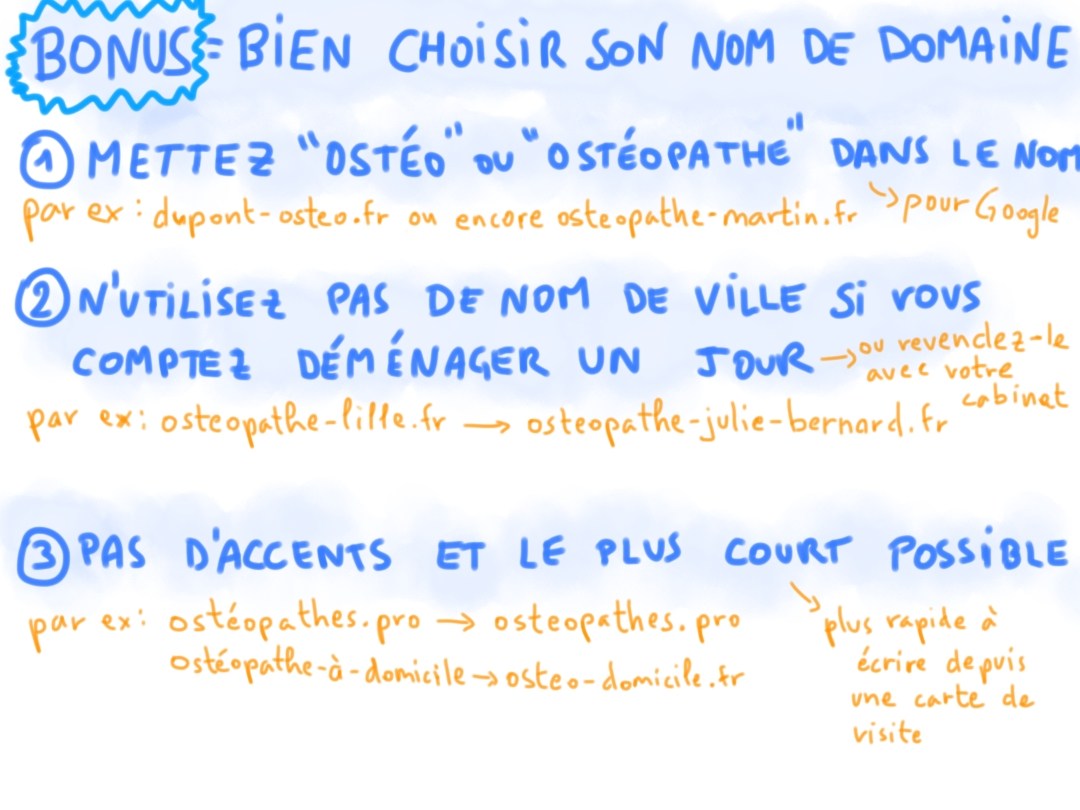 BONUS = BIEN CHOISIR SON NOM DE DOMAINE
① METTEZ "OSTÉO" OU "OSTÉOPATHE" DANS LE NOM
par ex : dupont-osteo.fr ou encore osteopathe-martin.fr → pour Google
② N'UTILISEZ PAS DE NOM DE VILLE SI VOUS
COMPTEZ DÉMÉNAGER UN JOUR → ou revendez-le
avec votre
cabinet
par ex : osteopathe-lille.fr → osteopathe-julie-bernard.fr
③ PAS D'ACCENTS ET LE PLUS COURT POSSIBLE
par ex : ostéopathes.pro → osteopathes.pro
ostéopathe-à-domicile → osteo-domicile.fr
→ plus rapide à
écrire depuis
une carte de
visite